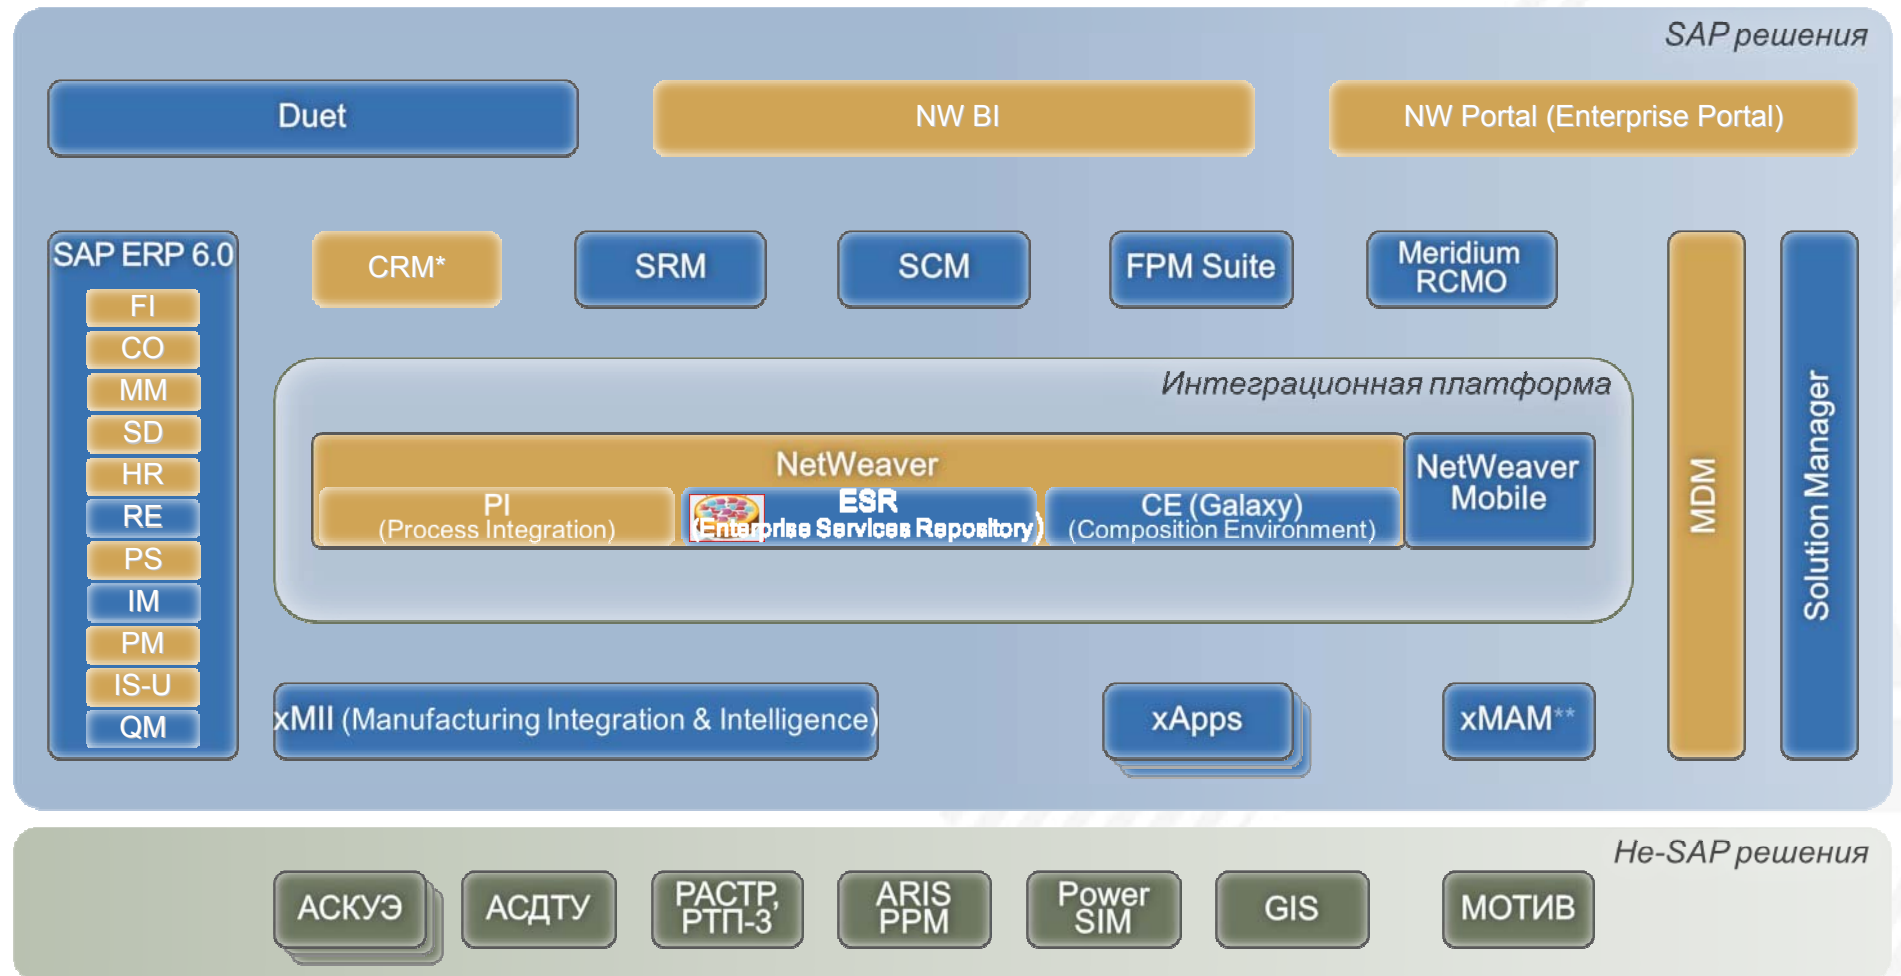 SAP решения
Duet
NW BI
NW Portal (Enterprise Portal)
SAP ERP 6.0
FI
CO
MM
SD
HR
RE
PS
IM
PM
IS-U
QM
CRM*
SRM
SCM
FPM Suite
Meridium
RCMO
Интеграционная платформа
NetWeaver
PI
(Process Integration)
ESR
(Enterprise Services Repository)
CE (Galaxy)
(Composition Environment)
NetWeaver
Mobile
MDM
Solution Manager
xMII (Manufacturing Integration & Intelligence)
xApps
xMAM**
Не-SAP решения
АСКУЭ
АСДТУ
РАСТР,
РТП-3
ARIS
PPM
Power
SIM
GIS
МОТИВ